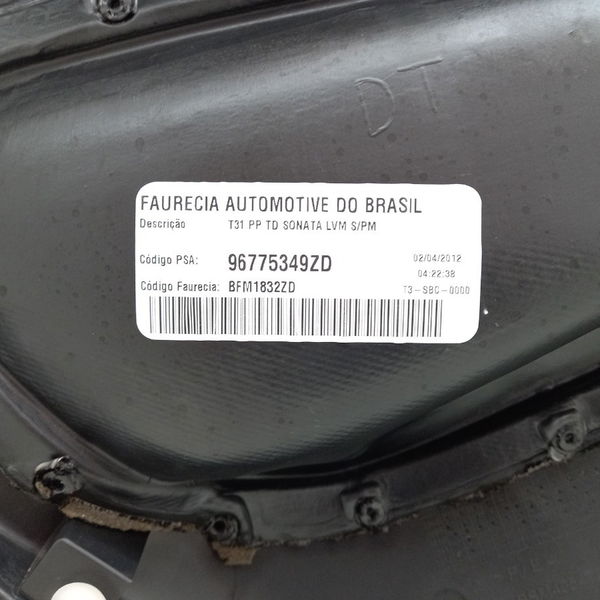 DT
FAURECIA AUTOMOTIVE DO BRASIL
Descrição T31 PP TD SONATA LVM S/PM
Código PSA: 96775349ZD 02/04/2012
04:22:38
Código Faurecia: BFM1832ZD T3-SBC-0000